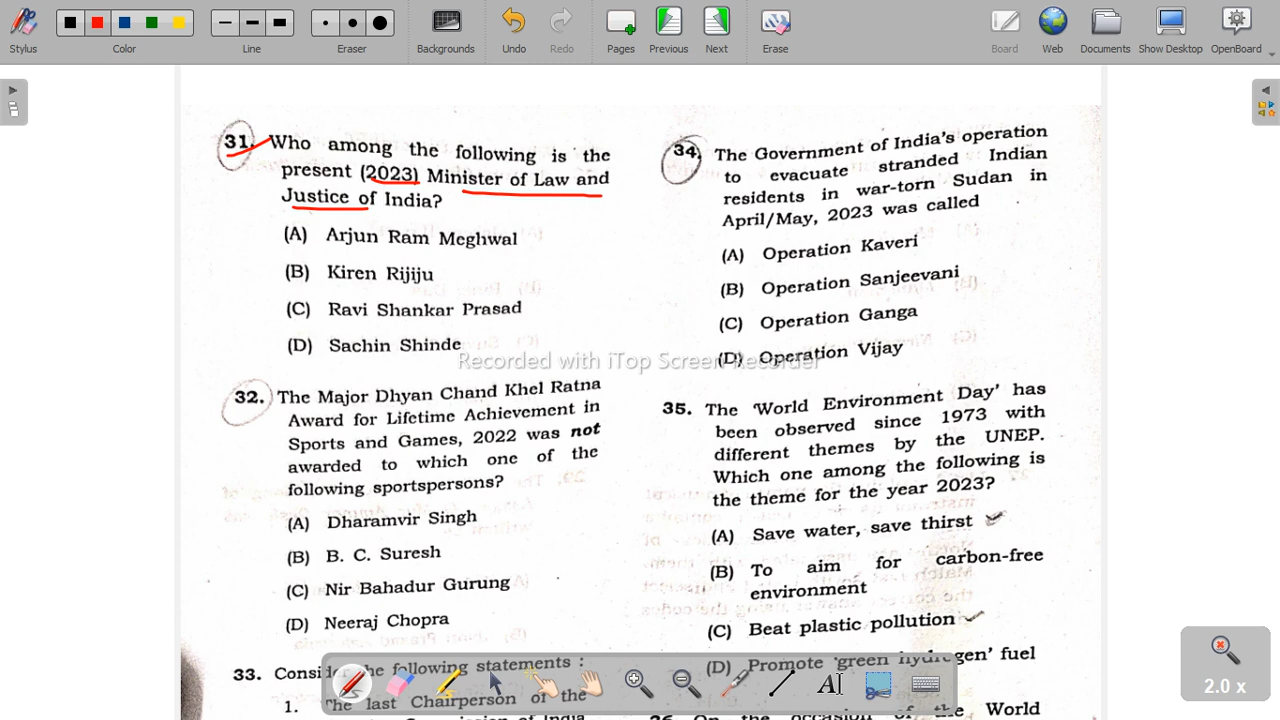 Stylus
Color
Line
Eraser
Backgrounds
Undo
Redo
Pages
Previous
Next
Erase
Board
Web
Documents
Show Desktop
OpenBoard
31. Who among the following is the
present (2023) Minister of Law and
Justice of India?
(A) Arjun Ram Meghwal
(B) Kiren Rijiju
(C) Ravi Shankar Prasad
(D) Sachin Shinde
32. The Major Dhyan Chand Khel Ratna
Award for Lifetime Achievement in
Sports and Games, 2022 was not
awarded to which one of the
following sportspersons?
(A) Dharamvir Singh
(B) B. C. Suresh
(C) Nir Bahadur Gurung
(D) Neeraj Chopra
33. Consider the following statements :
1. The last Chairperson of the
34. The Government of India's operation
to evacuate stranded Indian
residents in war-torn Sudan in
April/May, 2023 was called
(A) Operation Kaveri
(B) Operation Sanjeevani
(C) Operation Ganga
(D) Operation Vijay
35. The 'World Environment Day' has
been observed since 1973 with
different themes by the UNEP.
Which one among the following is
the theme for the year 2023?
(A) Save water, save thirst
(B) To aim for carbon-free
environment
(C) Beat plastic pollution
(D) Promote 'green hydrogen' fuel
of the World
Recorded with iTop Screen Recorder
2.0 x